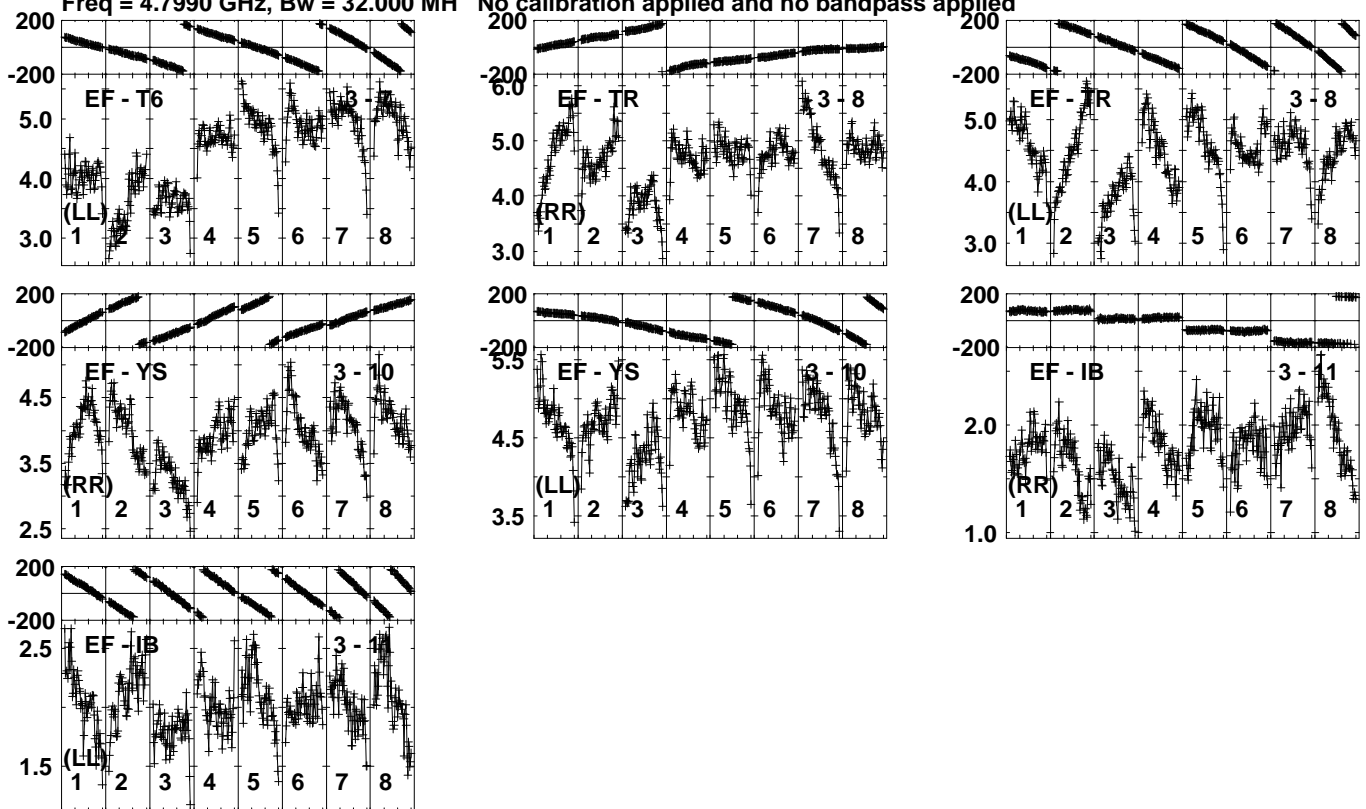 Freq = 4.7990 GHz, Bw = 32.000 MH No calibration applied and no bandpass applied
200
-200
EF - T6 3 - 7
5.0
4.0
3.0
(LL)
1 2 3 4 5 6 7 8
200
-200
6.0
EF - TR 3 - 8
5.0
4.0
3.0
(RR)
1 2 3 4 5 6 7 8
200
-200
EF - TR 3 - 8
5.0
4.0
3.0
(LL)
1 2 3 4 5 6 7 8
200
-200
EF - YS 3 - 10
4.5
3.5
2.5
(RR)
1 2 3 4 5 6 7 8
200
-200
5.5
EF - YS 3 - 10
4.5
3.5
(LL)
1 2 3 4 5 6 7 8
200
-200
EF - IB 3 - 11
2.0
1.0
(RR)
1 2 3 4 5 6 7 8
200
-200
EF - IB 3 - 11
2.5
1.5
(LL)
1 2 3 4 5 6 7 8